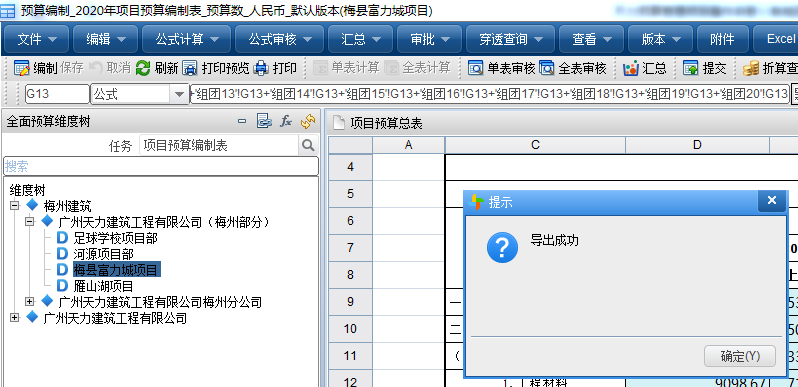 预算编制_2020年项目预算编制表_预算数_人民币_默认版本(梅县富力城项目)
文件 编辑 公式计算 公式审核 汇总 审批 穿透查询 查看 版本 附件 Excel
编制 保存 取消 刷新 打印预览 打印 单表计算 全表计算 单表审核 全表审核 汇总 提交 折算查
G13 公式 +'组团13'!G13+'组团14'!G13+'组团15'!G13+'组团16'!G13+'组团17'!G13+'组团18'!G13+'组团19'!G13+'组团20'!G13
全面预算维度树 项目预算总表
任务 项目预算编制表
A C D
搜索
4
维度树
梅州建筑
5
广州天力建筑工程有限公司（梅州部分）
6
足球学校项目部
7
河源项目部
梅县富力城项目
8
雁山湖项目
广州天力建筑工程有限公司梅州分公司
9 一
广州天力建筑工程有限公司
10 二
11 （
12 1.工程材料 9098.67
提示
导出成功
确定(Y)